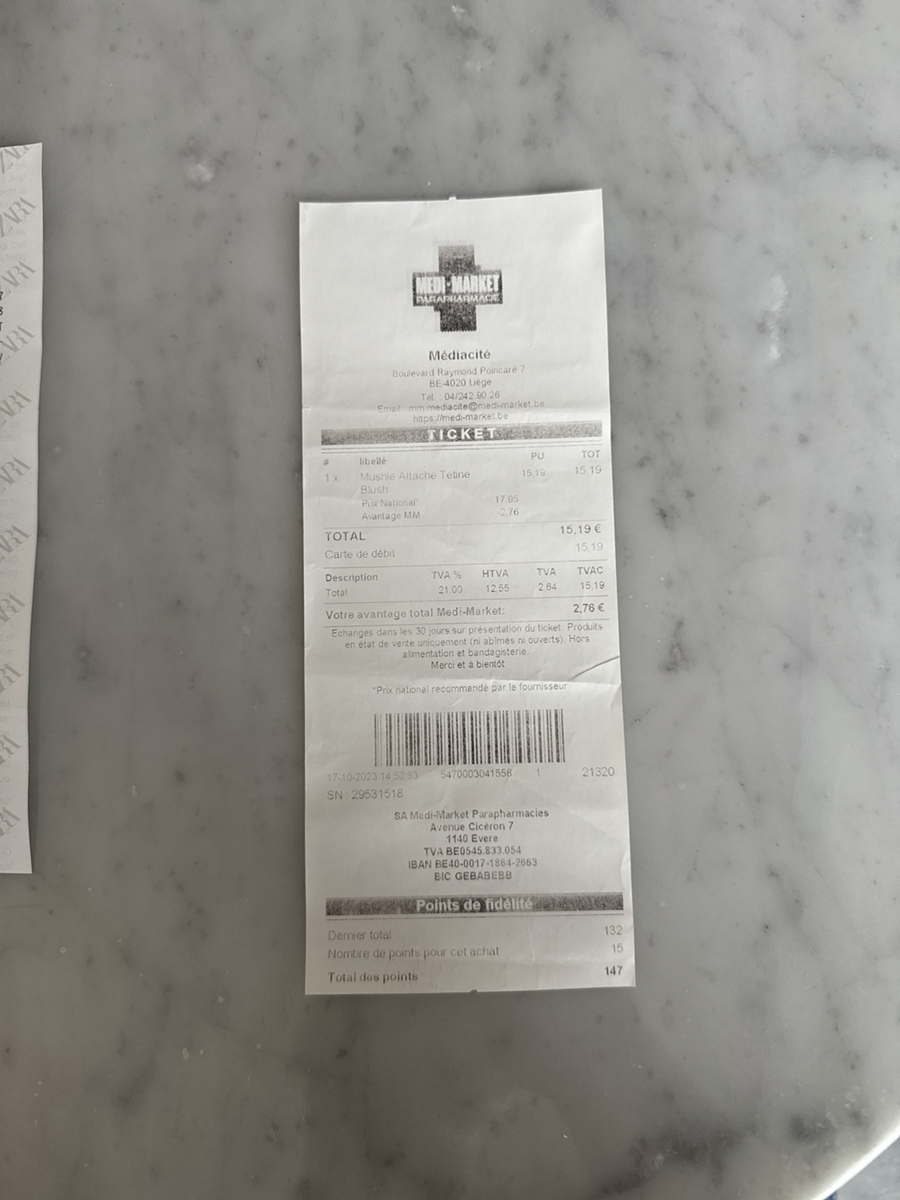 MEDI-MARKET
PARAPHARMACIE
Médiacité
Boulevard Raymond Poincaré 7
BE-4020 Liège
Tél. : 04/242.90.26
Email : mm.mediacite@medi-market.be
https://medi-market.be
TICKET
# libellé PU TOT
1 x Mushie Attache Tetine 15,19 15,19
Blush
Prix National* 17,95
Avantage MM -2,76
TOTAL 15,19 €
Carte de débit 15,19
Description TVA % HTVA TVA TVAC
Total 21,00 12,55 2,64 15,19
Votre avantage total Medi-Market: 2,76 €
Echanges dans les 30 jours sur présentation du ticket. Produits
en état de vente uniquement (ni abîmés ni ouverts). Hors
alimentation et bandagisterie.
Merci et à bientôt
*Prix national recommandé par le fournisseur
17-10-2023 14:52:53 5470003041558 1 21320
SN : 29531518
SA Medi-Market Parapharmacies
Avenue Cicéron 7
1140 Evere
TVA BE0545.833.054
IBAN BE40-0017-1864-2663
BIC GEBABEBB
Points de fidélité
Dernier total 132
Nombre de points pour cet achat 15
Total des points 147
ZARA
ZARA
ZARA